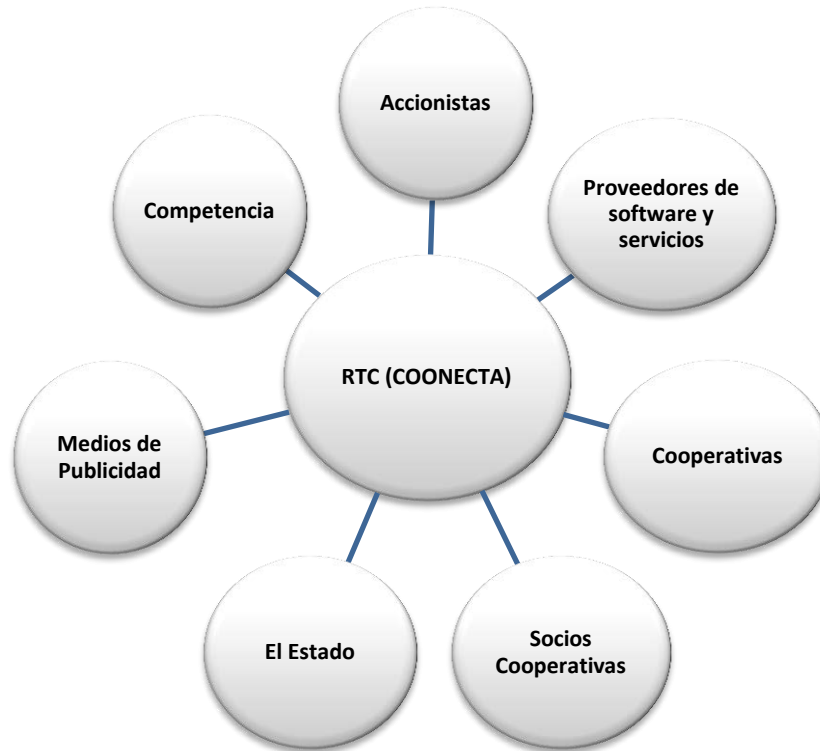 Accionistas
Proveedores de
software y
servicios
Competencia
RTC (COONECTA)
Medios de
Publicidad
Cooperativas
El Estado
Socios
Cooperativas